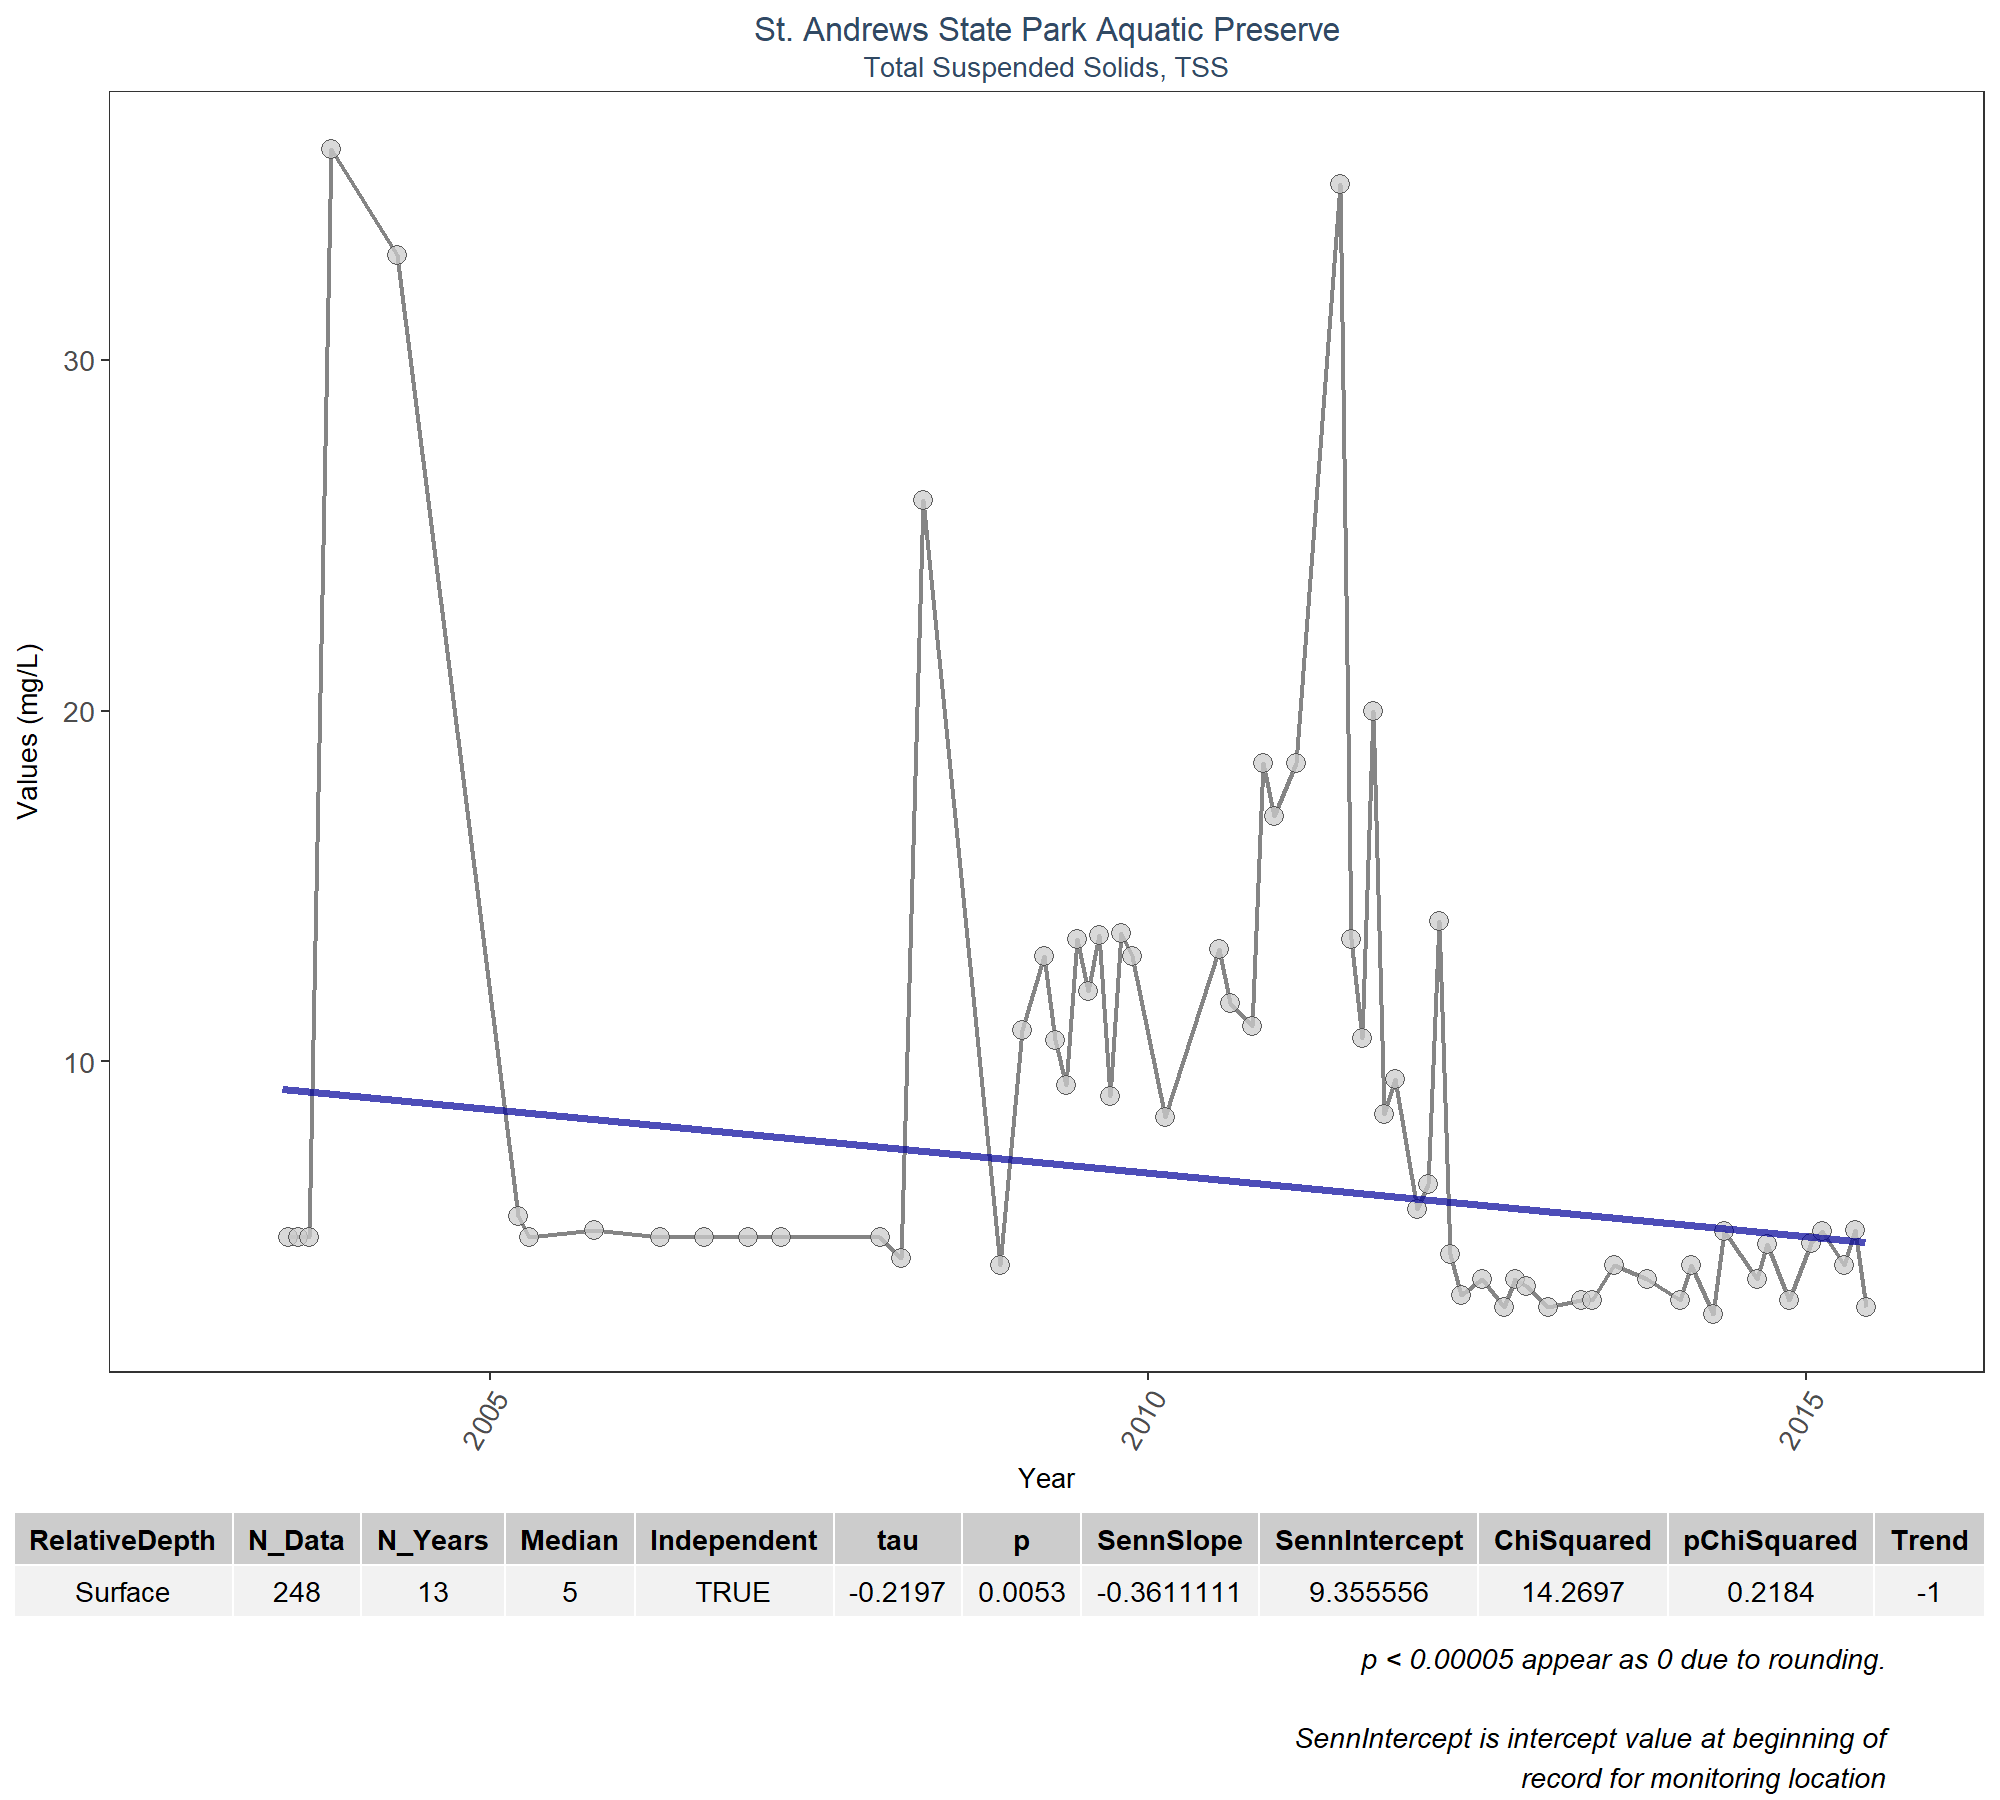 St. Andrews State Park Aquatic Preserve
Total Suspended Solids, TSS
Values (mg/L)
30
20
10
2005
2010
2015
Year
RelativeDepth N_Data N_Years Median Independent tau p SennSlope SennIntercept ChiSquared pChiSquared Trend
Surface 248 13 5 TRUE -0.2197 0.0053 -0.3611111 9.355556 14.2697 0.2184 -1
p < 0.00005 appear as 0 due to rounding.
SennIntercept is intercept value at beginning of
record for monitoring location